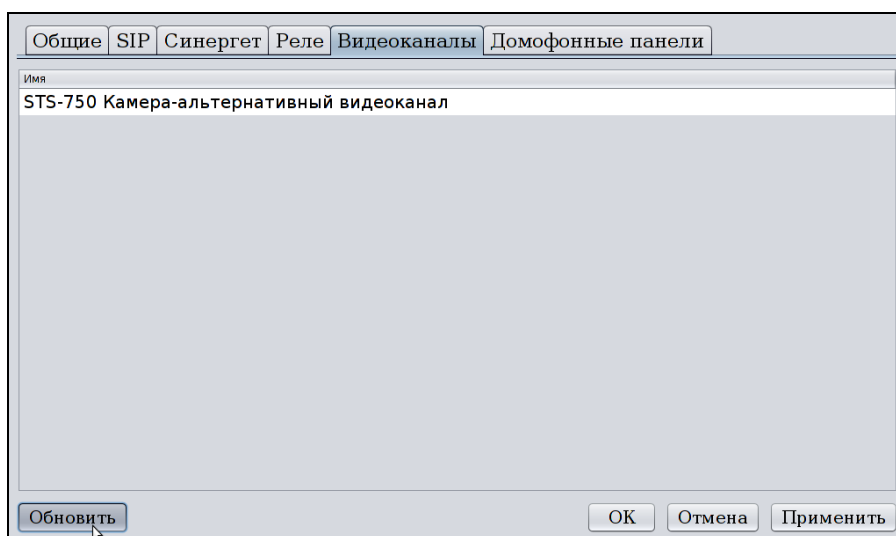 Общие SIP Синергет Реле Видеоканалы Домофонные панели
Имя
STS-750 Камера-альтернативный видеоканал
Обновить OK Отмена Применить